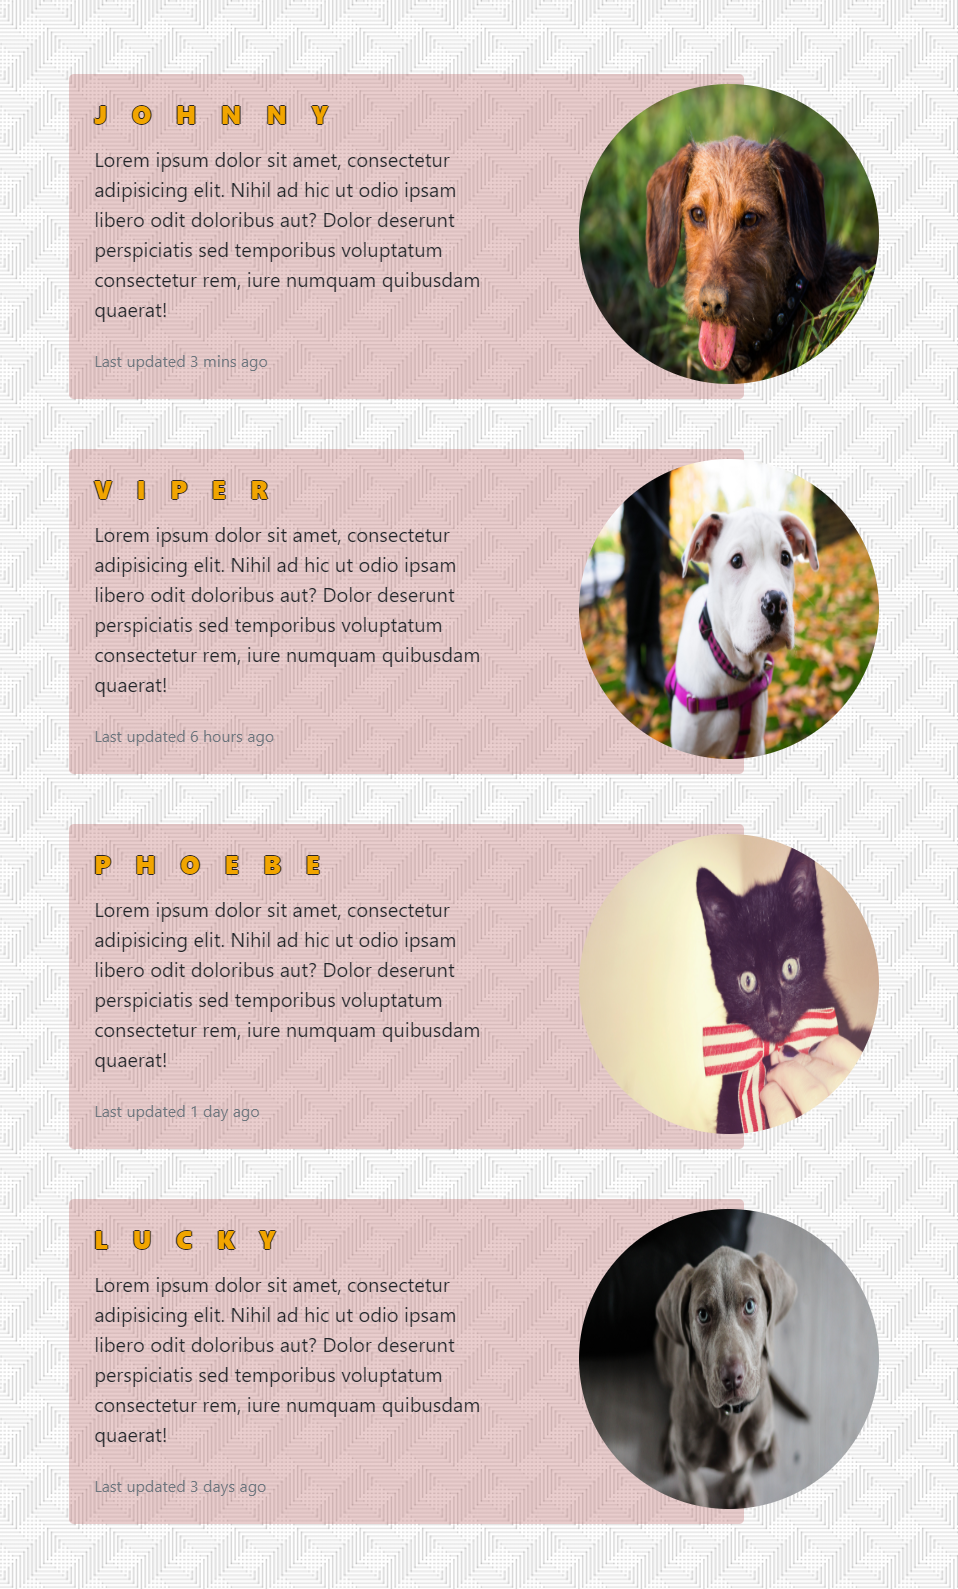 JOHNNY
Lorem ipsum dolor sit amet, consectetur
adipisicing elit. Nihil ad hic ut odio ipsam
libero odit doloribus aut? Dolor deserunt
perspiciatis sed temporibus voluptatum
consectetur rem, iure numquam quibusdam
quaerat!
Last updated 3 mins ago
VIPER
Lorem ipsum dolor sit amet, consectetur
adipisicing elit. Nihil ad hic ut odio ipsam
libero odit doloribus aut? Dolor deserunt
perspiciatis sed temporibus voluptatum
consectetur rem, iure numquam quibusdam
quaerat!
Last updated 6 hours ago
PHOEBE
Lorem ipsum dolor sit amet, consectetur
adipisicing elit. Nihil ad hic ut odio ipsam
libero odit doloribus aut? Dolor deserunt
perspiciatis sed temporibus voluptatum
consectetur rem, iure numquam quibusdam
quaerat!
Last updated 1 day ago
LUCKY
Lorem ipsum dolor sit amet, consectetur
adipisicing elit. Nihil ad hic ut odio ipsam
libero odit doloribus aut? Dolor deserunt
perspiciatis sed temporibus voluptatum
consectetur rem, iure numquam quibusdam
quaerat!
Last updated 3 days ago